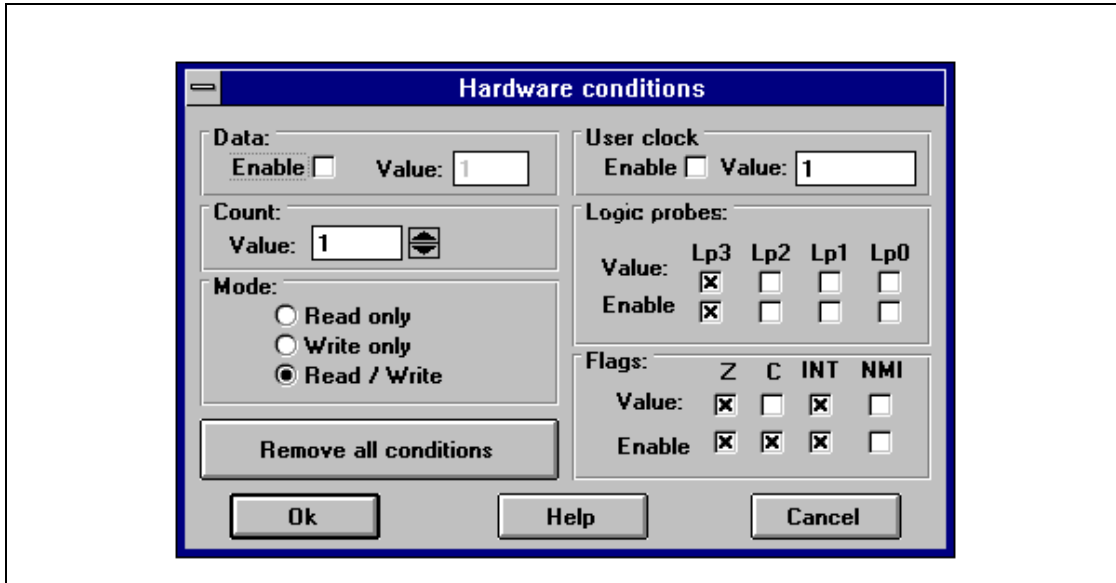 Hardware conditions
Data:
Enable Value: 1
Count:
Value: 1
Mode:
Read only
Write only
Read / Write
Remove all conditions
User clock
Enable Value: 1
Logic probes:
Lp3 Lp2 Lp1 Lp0
Value:
Enable
Flags:
Z C INT NMI
Value:
Enable
Ok Help Cancel